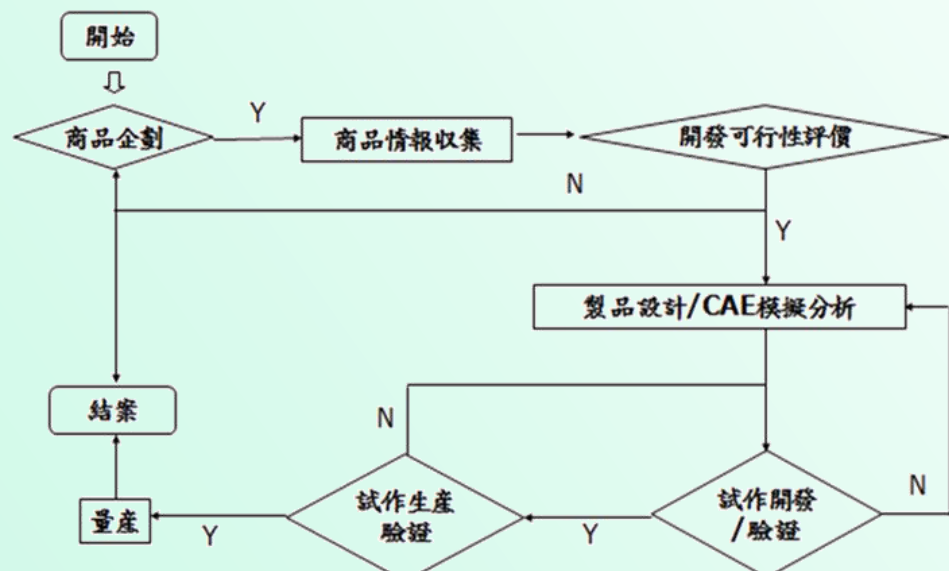 開始
商品企劃
Y
商品情報收集
開發可行性評價
N
Y
製品設計/CAE模擬分析
結案
N
試作生產
驗證
試作開發
/驗證
N
量產
Y
Y